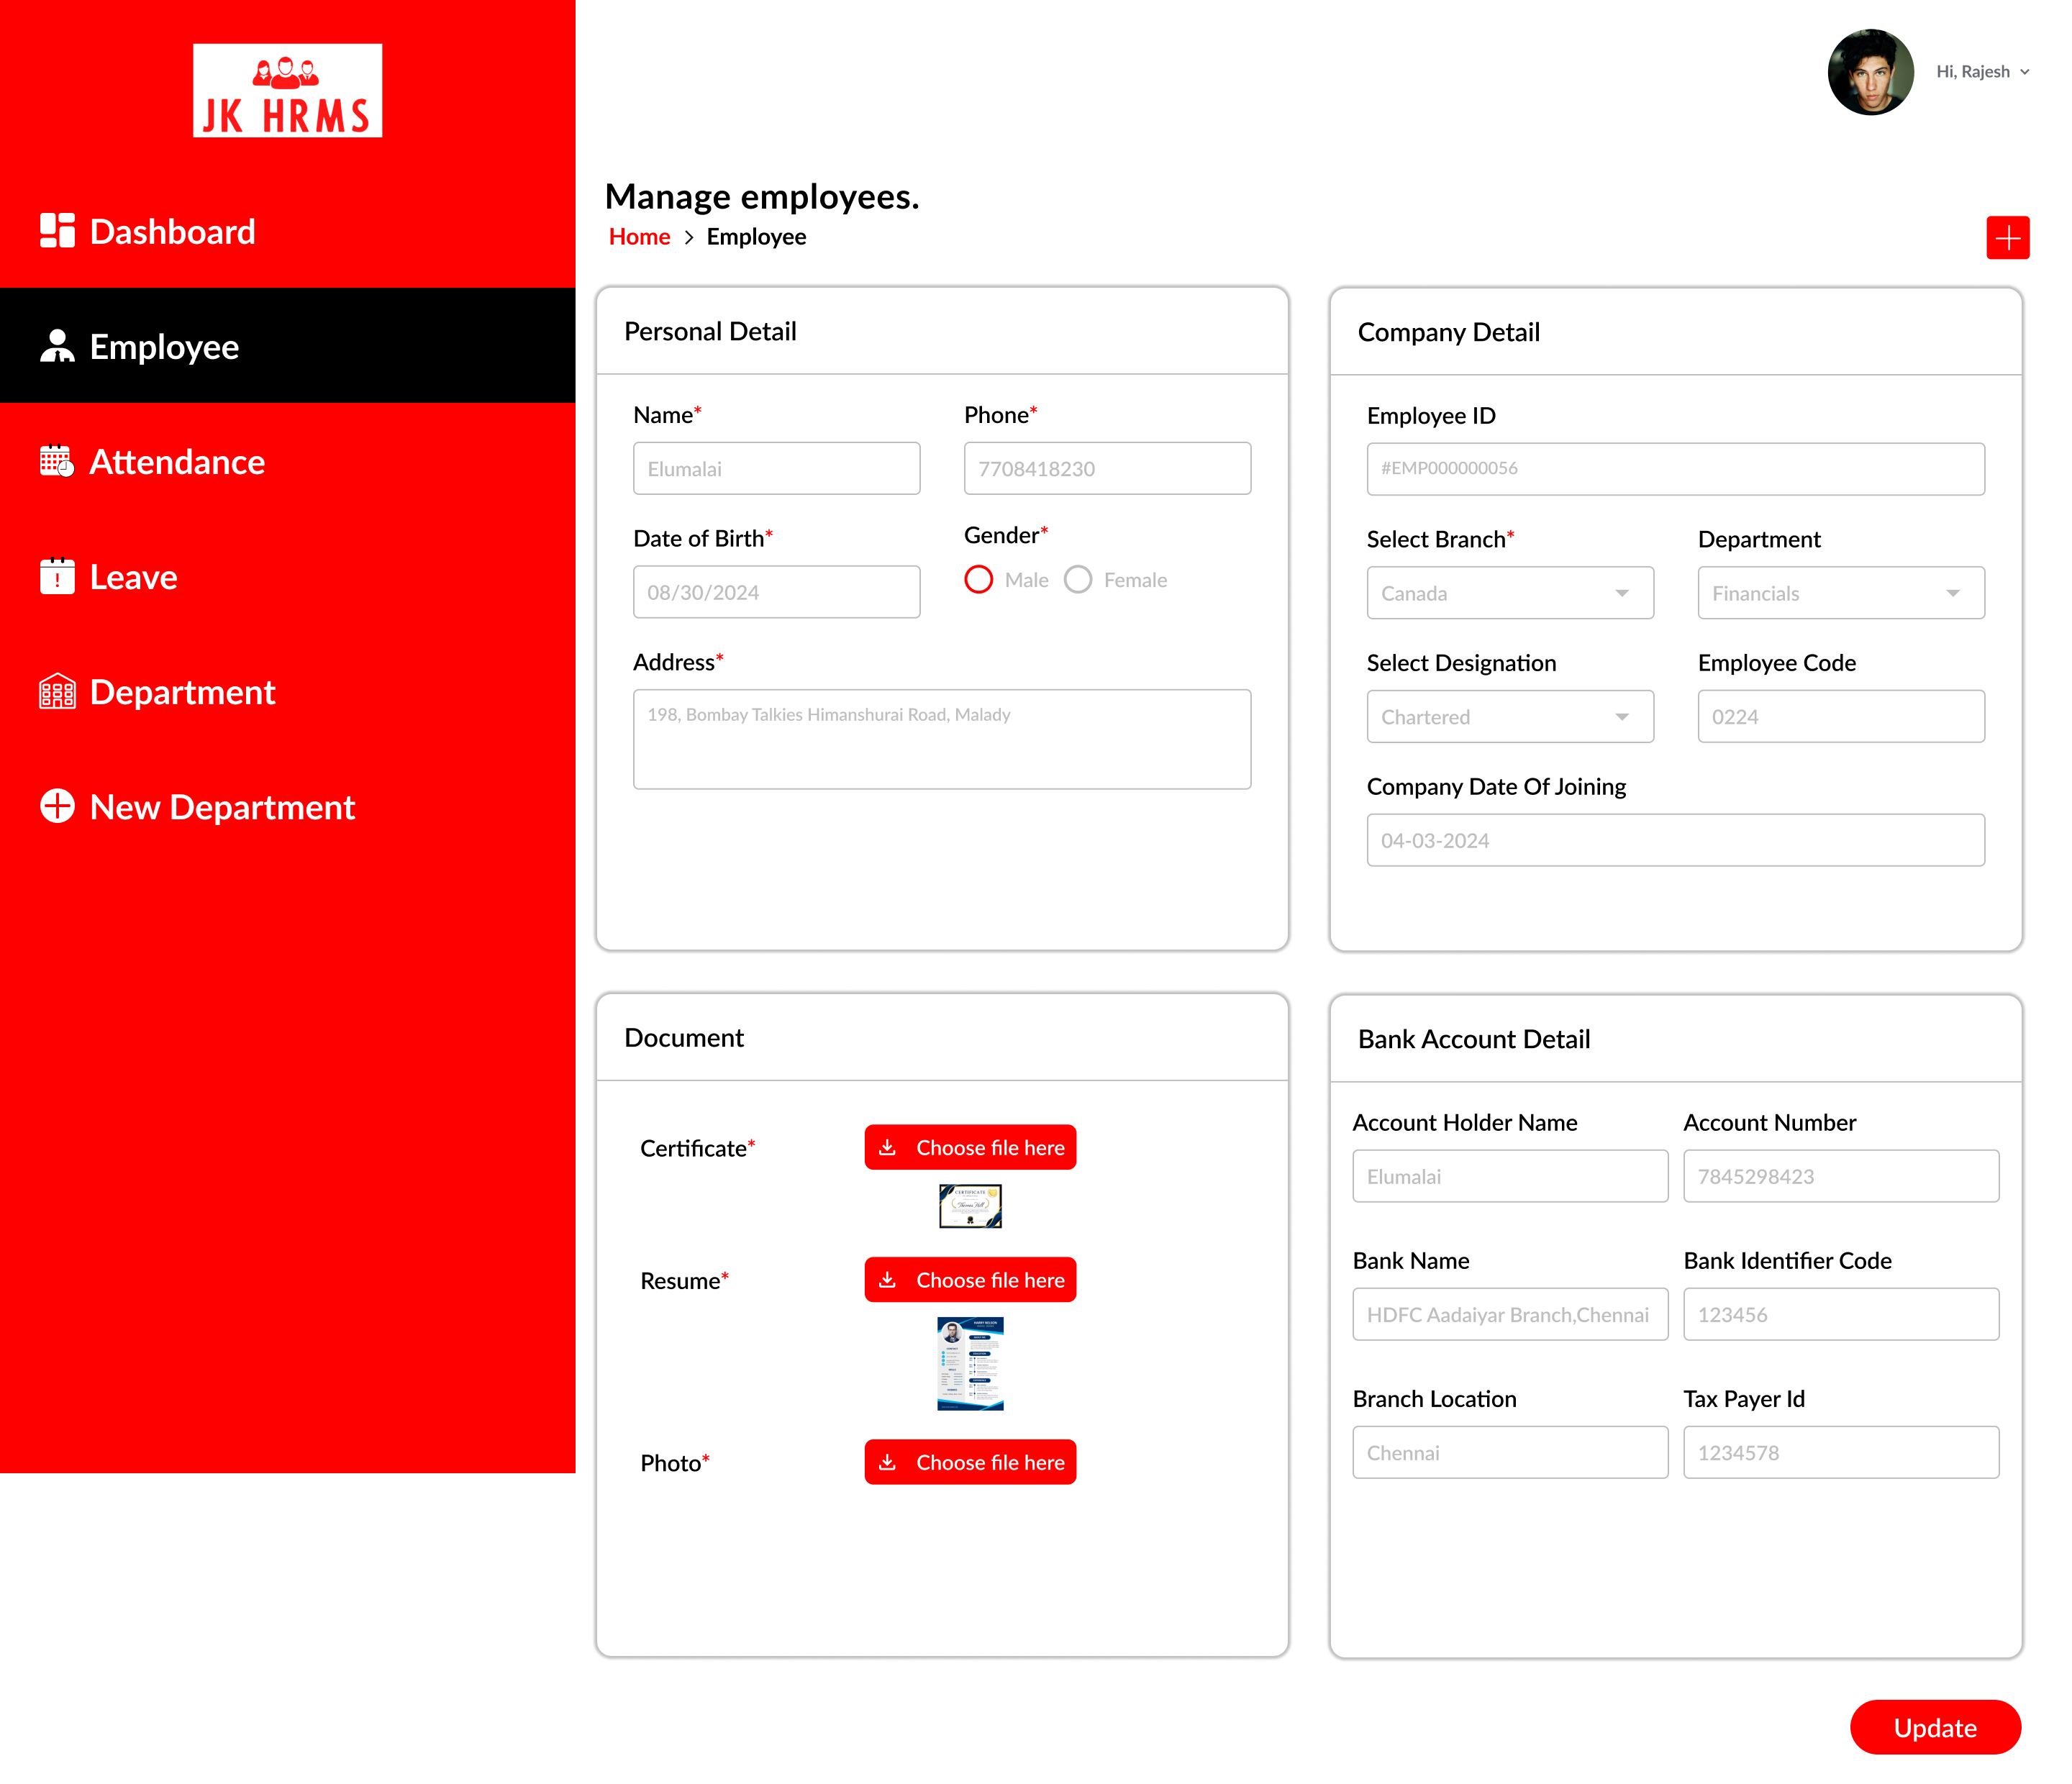 JK HRMS
Hi, Rajesh
Dashboard
Employee
Attendance
Leave
Department
New Department
Manage employees.
Home > Employee
Personal Detail
Name*
Phone*
Elumalai
7708418230
Date of Birth*
Gender*
08/30/2024
Male
Female
Address*
198, Bombay Talkies Himanshurai Road, Malady
Company Detail
Employee ID
#EMP000000056
Select Branch*
Department
Canada
Financials
Select Designation
Employee Code
Chartered
0224
Company Date Of Joining
04-03-2024
Document
Certificate*
Choose file here
CERTIFICATE
Resume*
Choose file here
Photo*
Choose file here
Bank Account Detail
Account Holder Name
Account Number
Elumalai
7845298423
Bank Name
Bank Identifier Code
HDFC Aadaiyar Branch,Chennai
123456
Branch Location
Tax Payer Id
Chennai
1234578
Update